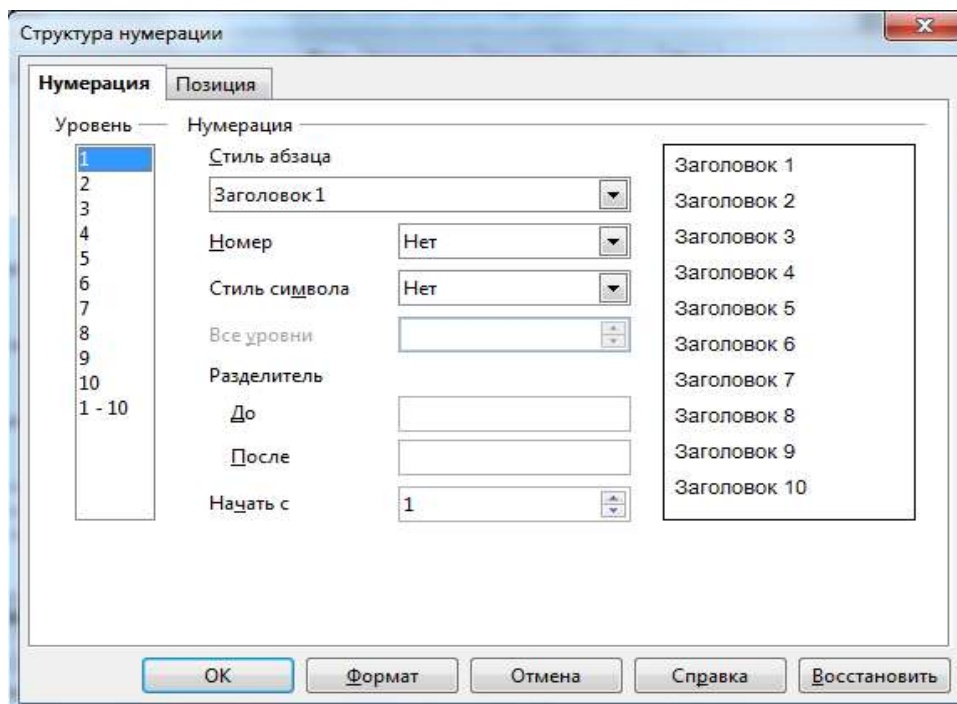 Структура нумерации
Нумерация Позиция
Уровень
1
2
3
4
5
6
7
8
9
10
1 - 10
Нумерация
Стиль абзаца
Заголовок 1
Номер Нет
Стиль символа Нет
Все уровни
Разделитель
До
После
Начать с 1
Заголовок 1
Заголовок 2
Заголовок 3
Заголовок 4
Заголовок 5
Заголовок 6
Заголовок 7
Заголовок 8
Заголовок 9
Заголовок 10
ОК Формат Отмена Справка Восстановить